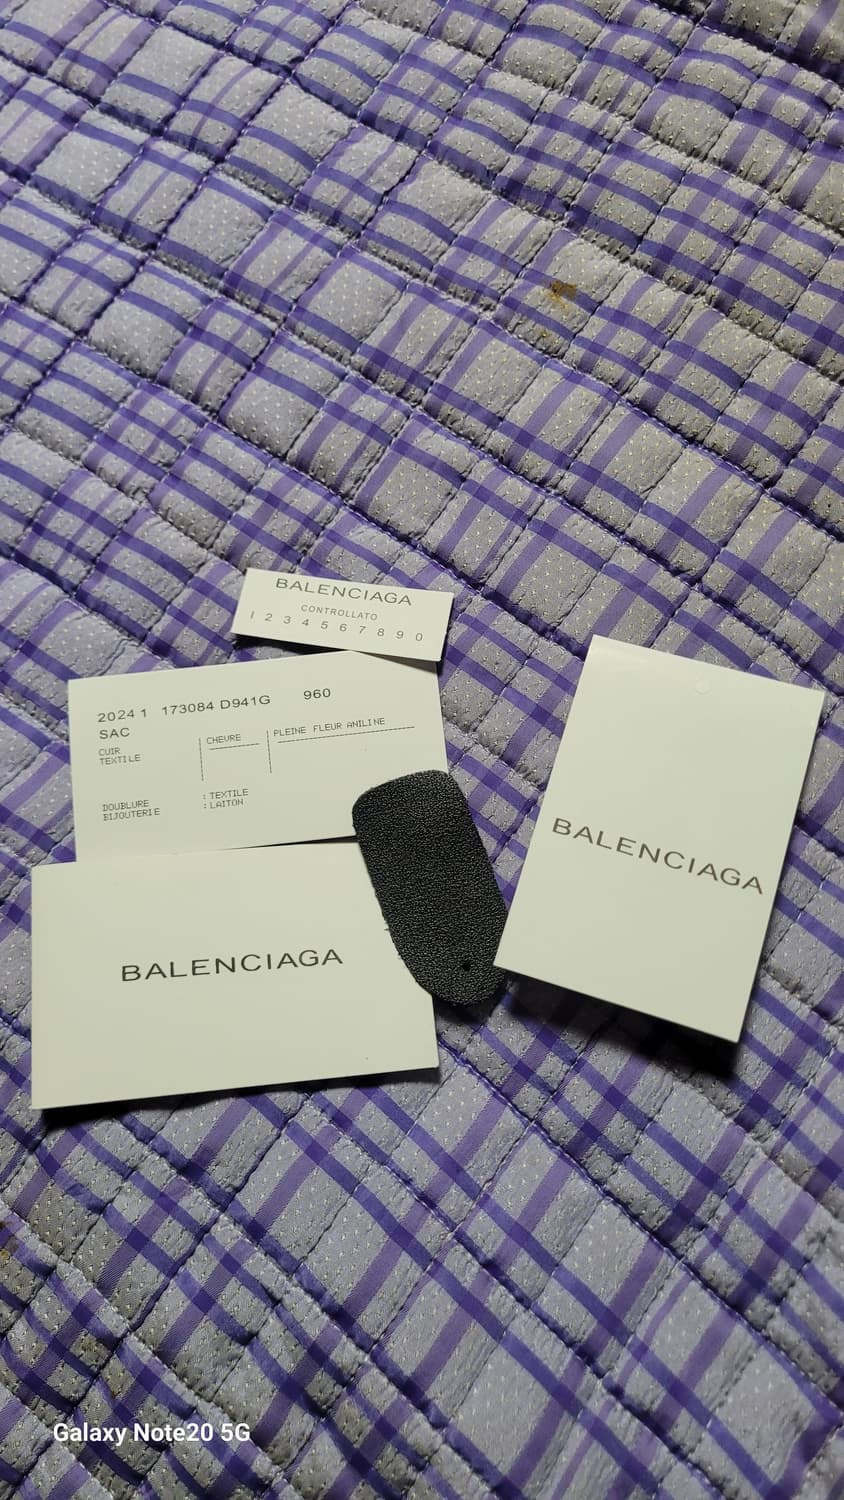 BALENCIAGA
CONTROLLATO
1 2 3 4 5 6 7 8 9 0
2024 1 173084 D941G 960
SAC
CUIR CHEVRE PLEINE FLEUR ANILINE
TEXTILE
DOUBLURE : TEXTILE
BIJOUTERIE : LAITON
BALENCIAGA
BALENCIAGA
Galaxy Note20 5G